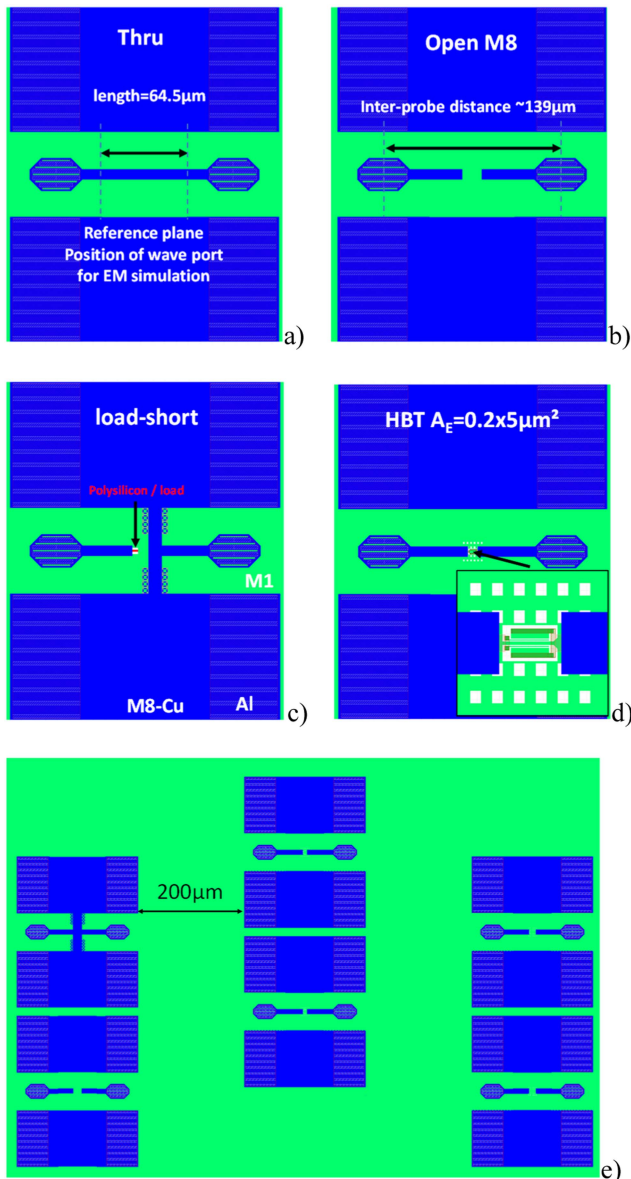 Thru
length=64.5µm
Reference plane
Position of wave port
for EM simulation
a)
Open M8
Inter-probe distance ~139µm
b)
load-short
Polysilicon / load
M1
M8-Cu
Al
c)
HBT AE=0.2x5µm²
d)
200µm
e)